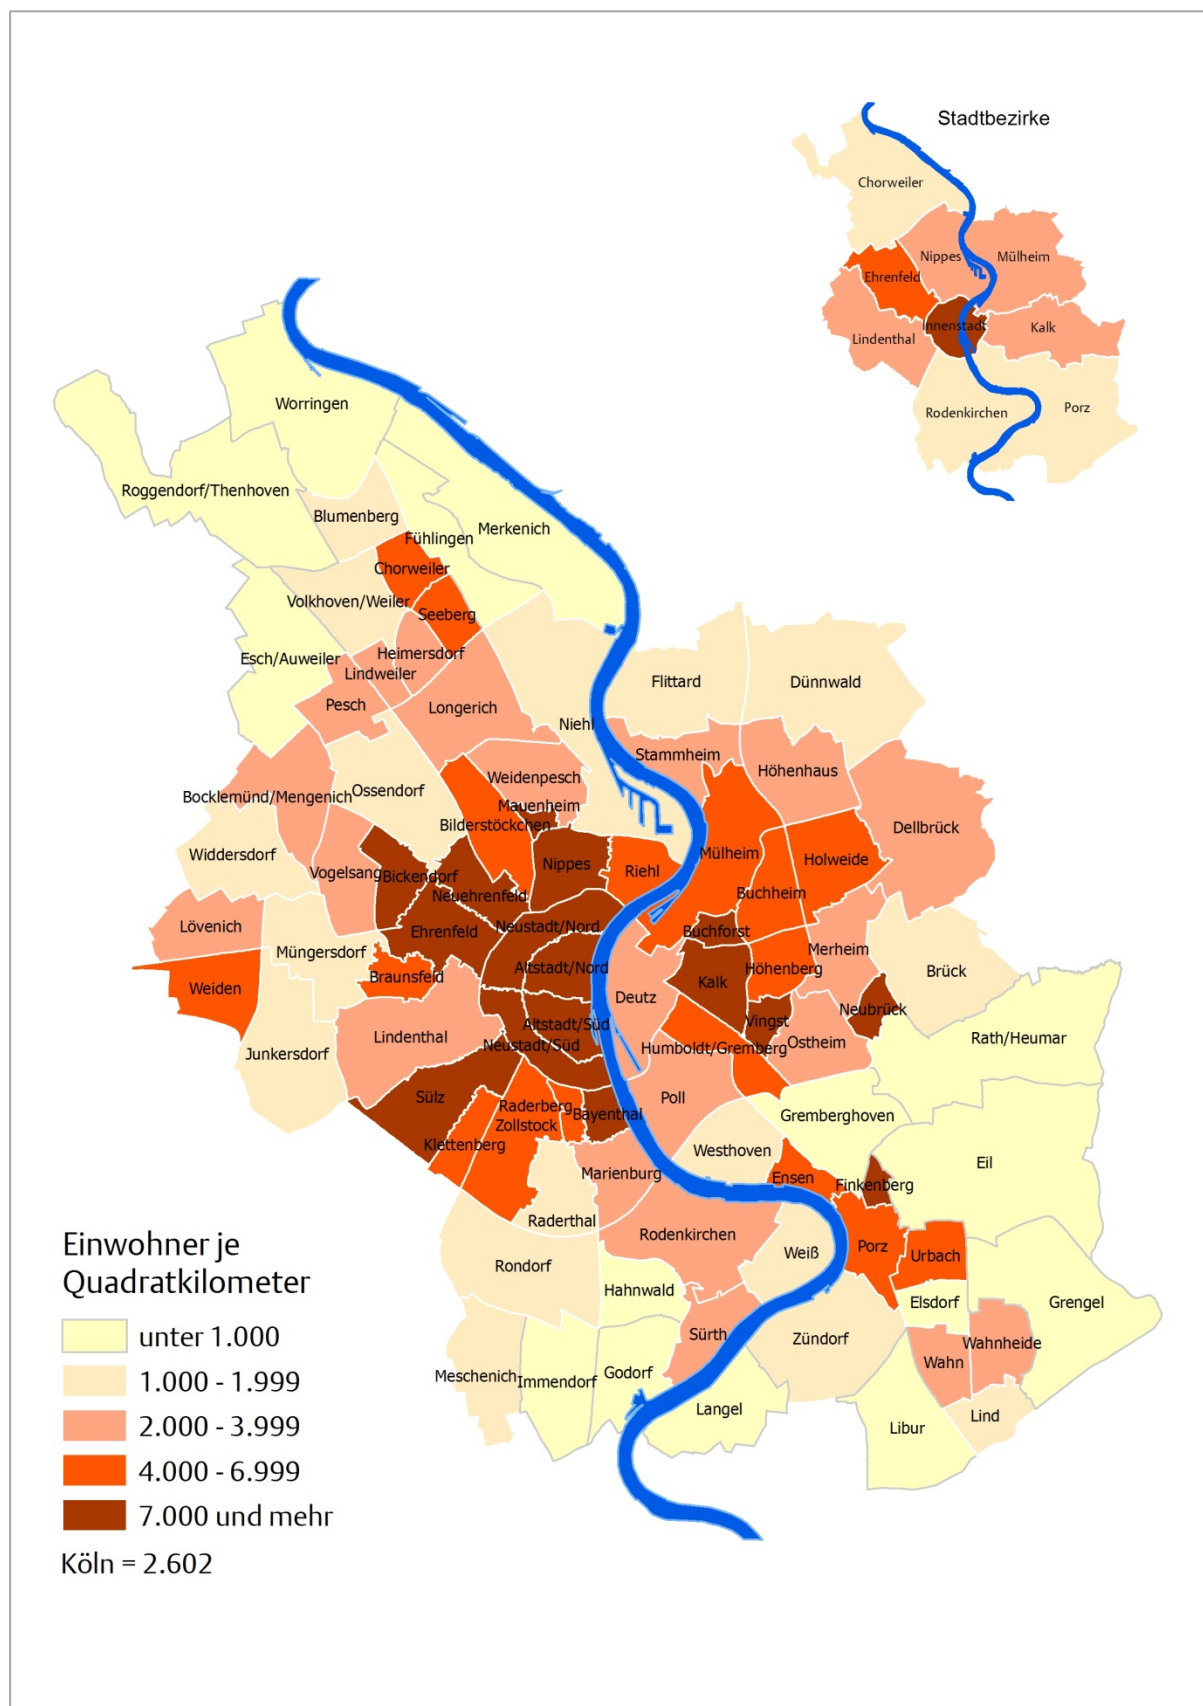 Stadtbezirke
Chorweiler
Nippes
Mülheim
Ehrenfeld
Innenstadt
Kalk
Lindenthal
Rodenkirchen
Porz
Worringen
Roggendorf/Thenhoven
Blumenberg
Merkenich
Fühlingen
Chorweiler
Volkhoven/Weiler
Seeberg
Esch/Auweiler
Heimersdorf
Lindweiler
Pesch
Longerich
Flittard
Dünnwald
Niehl
Stammheim
Höhenhaus
Weidenpesch
Bocklemünd/Mengenich
Ossendorf
Mauenheim
Bilderstöckchen
Dellbrück
Widdersdorf
Mülheim
Holweide
Nippes
Riehl
Vogelsang
Bickendorf
Buchheim
Neuehrenfeld
Lövenich
Ehrenfeld
Neustadt/Nord
Buchforst
Müngersdorf
Merheim
Altstadt/Nord
Braunsfeld
Höhenberg
Brück
Weiden
Kalk
Deutz
Neubrück
Vingst
Altstadt/Süd
Lindenthal
Neustadt/Süd
Humboldt/Gremberg
Ostheim
Rath/Heumar
Junkersdorf
Sülz
Poll
Raderberg
Bayenthal
Gremberghoven
Zollstock
Klettenberg
Westhoven
Eil
Marienburg
Ensen
Finkenberg
Raderthal
Rodenkirchen
Weiß
Porz
Urbach
Rondorf
Hahnwald
Elsdorf
Grengel
Sürth
Zündorf
Wahnheide
Wahn
Meschenich
Immendorf
Godorf
Langel
Lind
Libur
Einwohner je
Quadratkilometer
unter 1.000
1.000 - 1.999
2.000 - 3.999
4.000 - 6.999
7.000 und mehr
Köln = 2.602